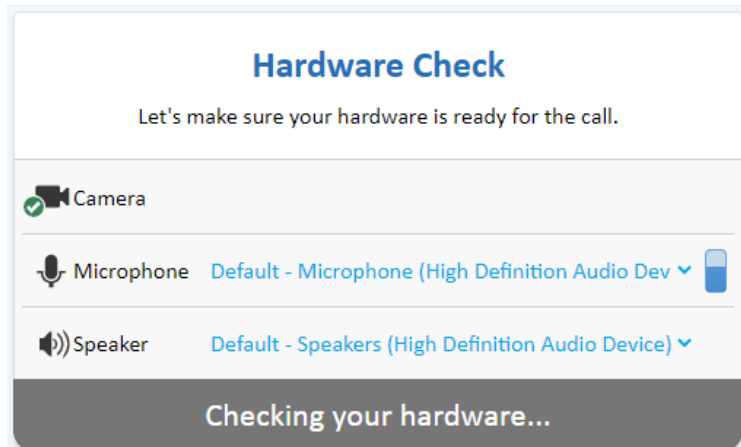 Hardware Check
Let's make sure your hardware is ready for the call.
Camera
Microphone Default - Microphone (High Definition Audio Dev
Speaker Default - Speakers (High Definition Audio Device)
Checking your hardware...